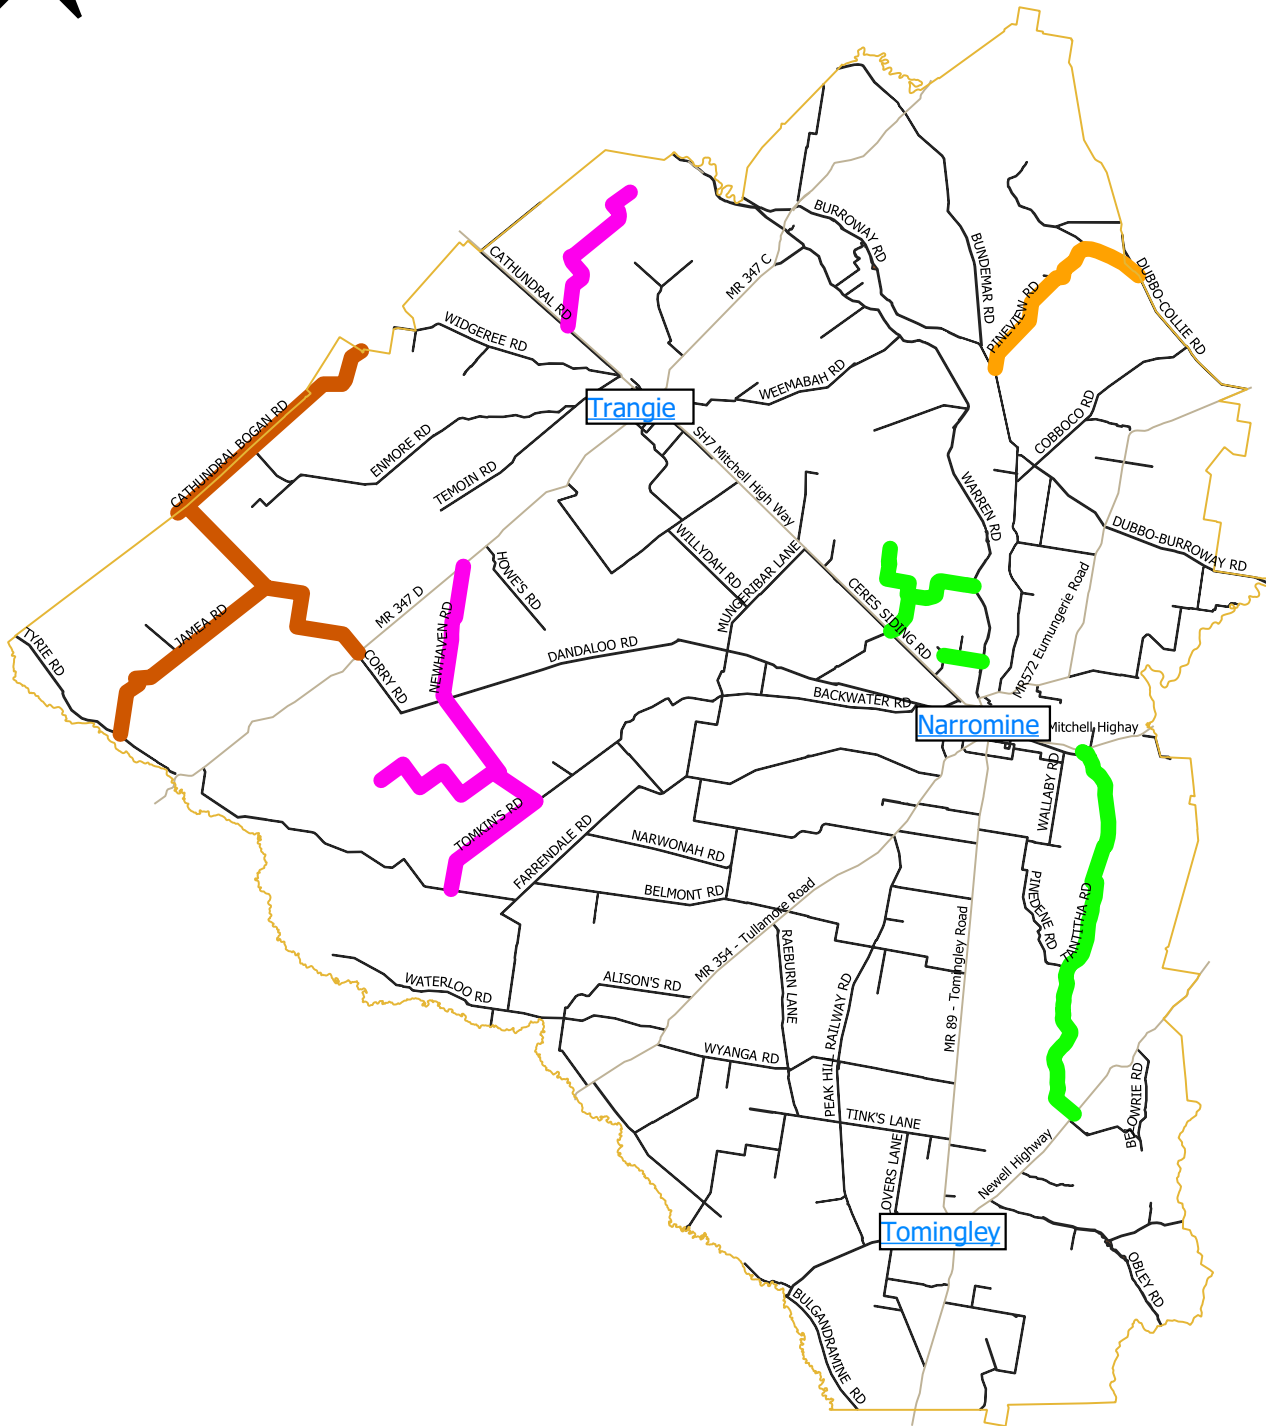 BURROWAY RD
BUNDEMAR RD
MR 347 C
CATHUNDRAL RD
DUBBO-COLLIE RD
PINEVIEW RD
WIDGEREE RD
WEEMABAH RD
Trangie
COBBOCO RD
CATHUNDRAL BOGAN RD
ENMORE RD
TEMOIN RD
SH7 Mitchell High Way
WARREN RD
DUBBO-BURROWAY RD
WILLYDAH RD
MUNGERIBAR LANE
HOWE'S RD
MR 347 D
CERES SIDING RD
MR572 Eumungerie Road
JAMEA RD
TYRIE RD
NEWHAVEN RD
CORRY RD
DANDALOO RD
BACKWATER RD
Narromine
Mitchell Highay
WALLABY RD
TOMKIN'S RD
FARRENDALE RD
NARWONAH RD
BELMONT RD
PINEDENE RD
TANTITHA RD
MR 354 - Tullamore Road
RAEBURN LANE
MR 89 - Tomingley Road
WATERLOO RD
ALISON'S RD
PEAK HILL RAILWAY RD
WYANGA RD
TINK'S LANE
BELOWRIE RD
Newell Highway
OVERS LANE
Tomingley
OBLEY RD
BULGANDRAMINE RD